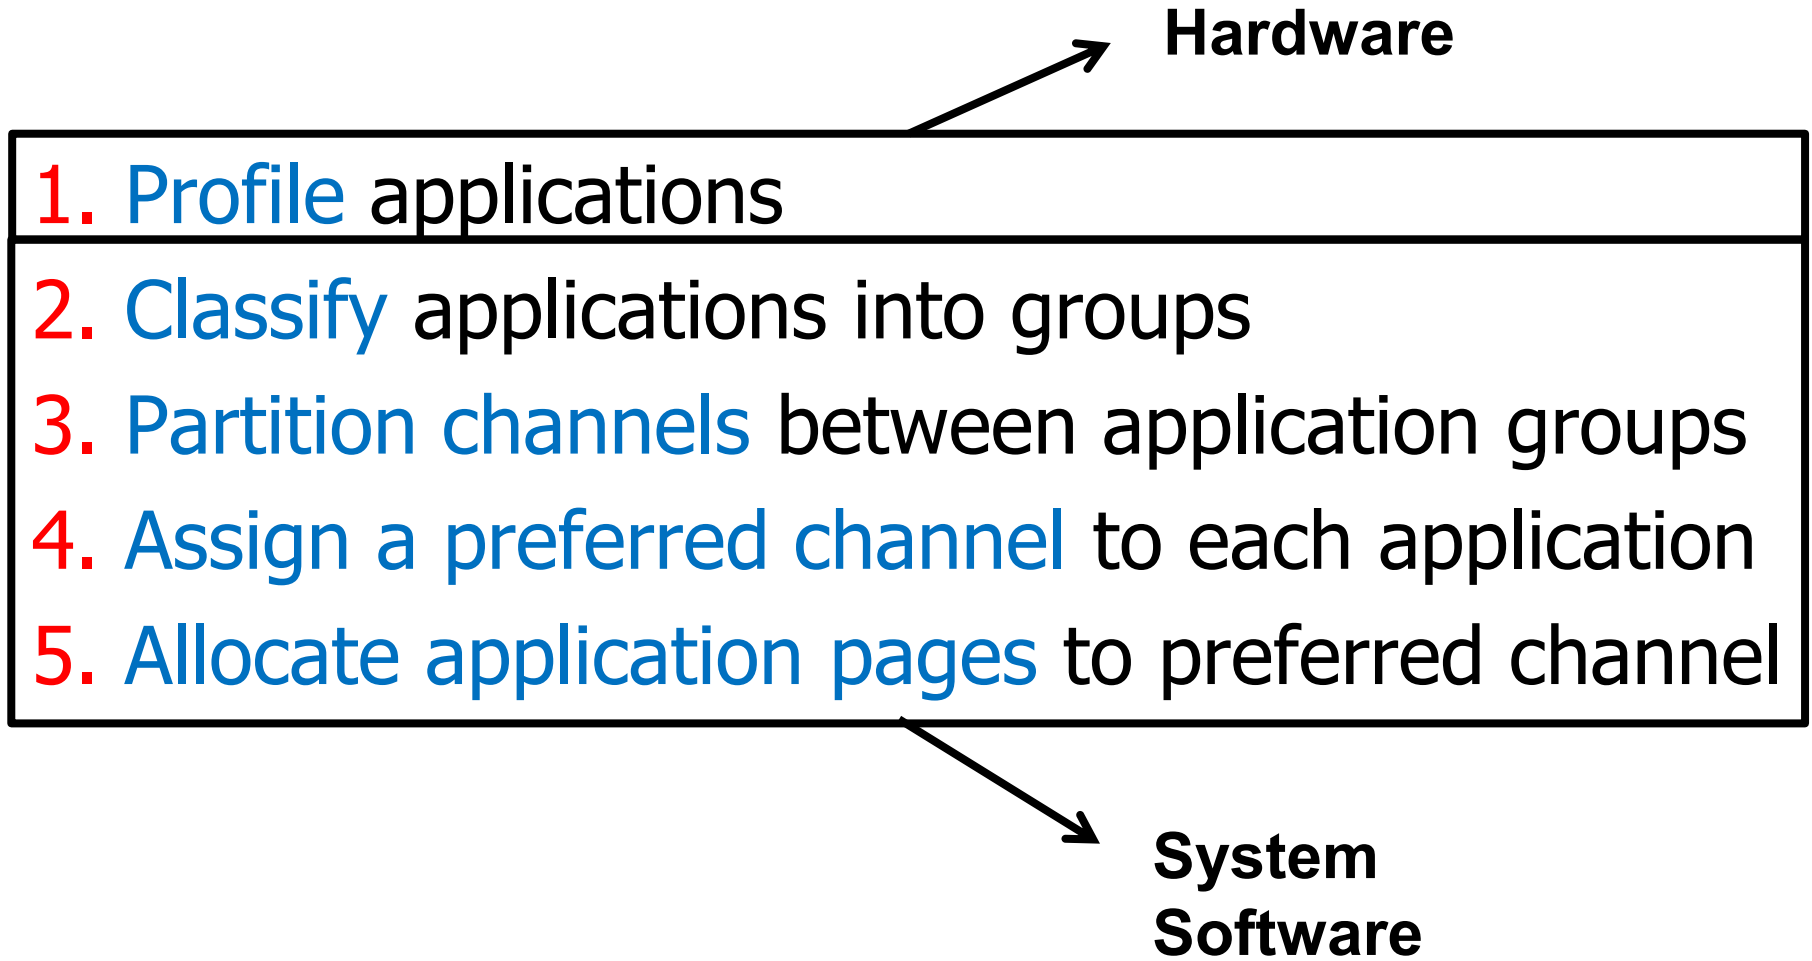 Hardware
1. Profile applications
2. Classify applications into groups
3. Partition channels between application groups
4. Assign a preferred channel to each application
5. Allocate application pages to preferred channel
System
Software